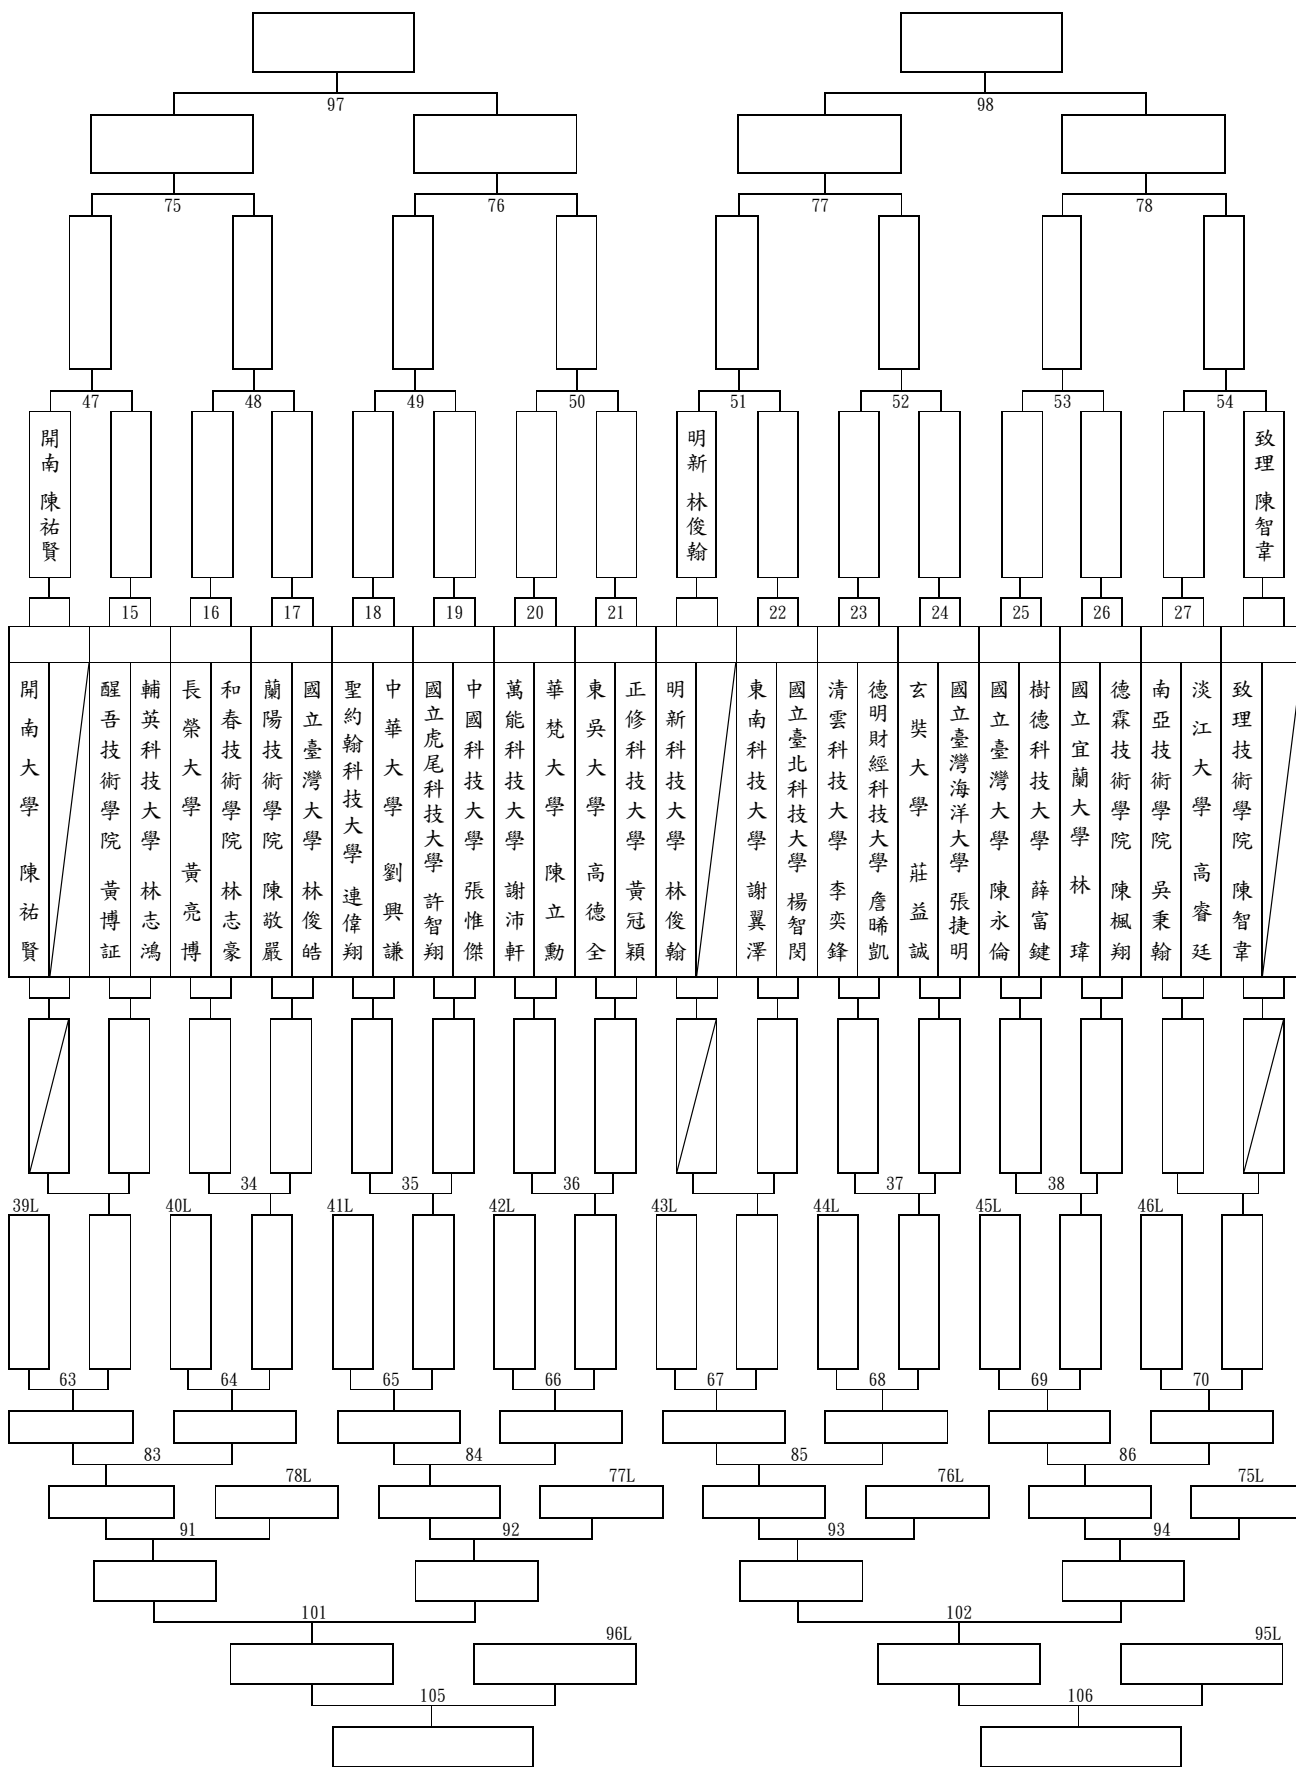 97
98
75
76
77
78
47
48
49
50
51
52
53
54
開南 陳祐賢
明新 林俊翰
致理 陳智韋
15
16
17
18
19
20
21
22
23
24
25
26
27
開南大學 陳祐賢
醒吾技術學院 黃博証
輔英科技大學 林志鴻
長榮大學 黃亮博
和春技術學院 林志豪
蘭陽技術學院 陳敬嚴
國立臺灣大學 林俊皓
聖約翰科技大學 連偉翔
中華大學 劉興謙
國立虎尾科技大學 許智翔
中國科技大學 張惟傑
萬能科技大學 謝沛軒
華梵大學 陳立勳
東吳大學 高德全
正修科技大學 黃冠穎
明新科技大學 林俊翰
東南科技大學 謝翼澤
國立臺北科技大學 楊智閔
清雲科技大學 李奕鋒
德明財經科技大學 詹晞凱
玄奘大學 莊益誠
國立臺灣海洋大學 張捷明
國立臺灣大學 陳永倫
樹德科技大學 薛富鍵
國立宜蘭大學 林瑋
德霖技術學院 陳楓翔
南亞技術學院 吳秉翰
淡江大學 高睿廷
致理技術學院 陳智韋
34
35
36
37
38
39L
40L
41L
42L
43L
44L
45L
46L
63
64
65
66
67
68
69
70
83
84
85
86
78L
77L
76L
75L
91
92
93
94
101
102
96L
95L
105
106